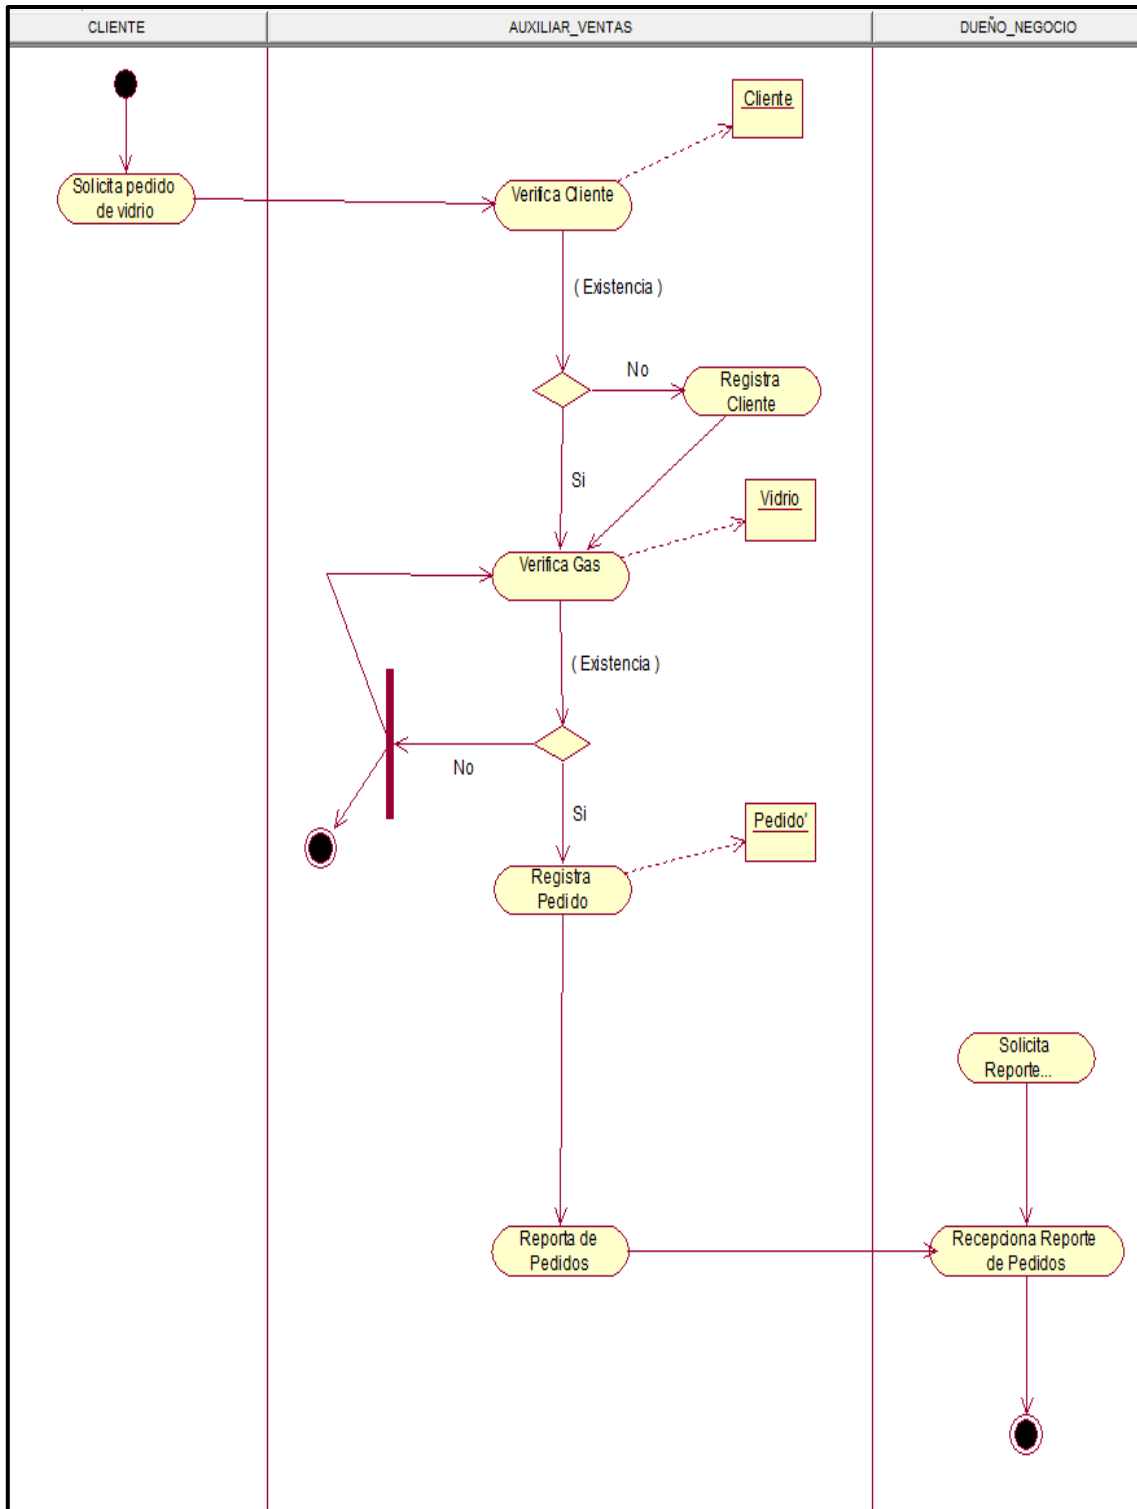 CLIENTE
AUXILIAR_VENTAS
DUEÑO_NEGOCIO
Cliente
Solicita pedido
de vidrio
Verifica Cliente
( Existencia )
No
Registra
Cliente
Si
Vidrio
Verifica Gas
( Existencia )
No
Si
Pedido'
Registra
Pedido
Solicita
Reporte...
Reporta de
Pedidos
Recepciona Reporte
de Pedidos